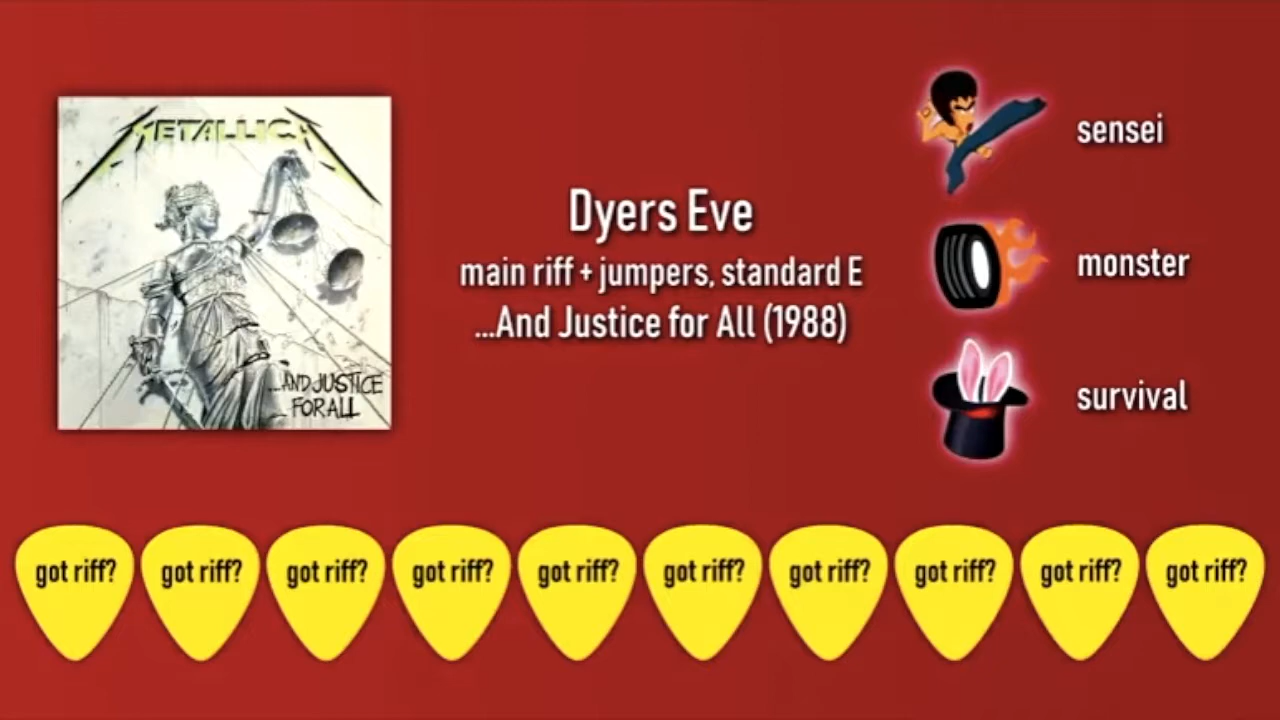 METALLICA
...AND JUSTICE
... FOR ALL
Dyers Eve
main riff + jumpers, standard E
...And Justice for All (1988)
sensei
monster
survival
got riff? got riff? got riff? got riff? got riff? got riff? got riff? got riff? got riff? got riff?